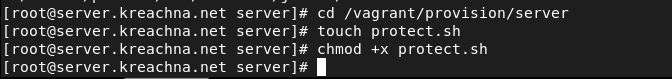 [root@server.kreachna.net server]# cd /vagrant/provision/server
[root@server.kreachna.net server]# touch protect.sh
[root@server.kreachna.net server]# chmod +x protect.sh
[root@server.kreachna.net server]#